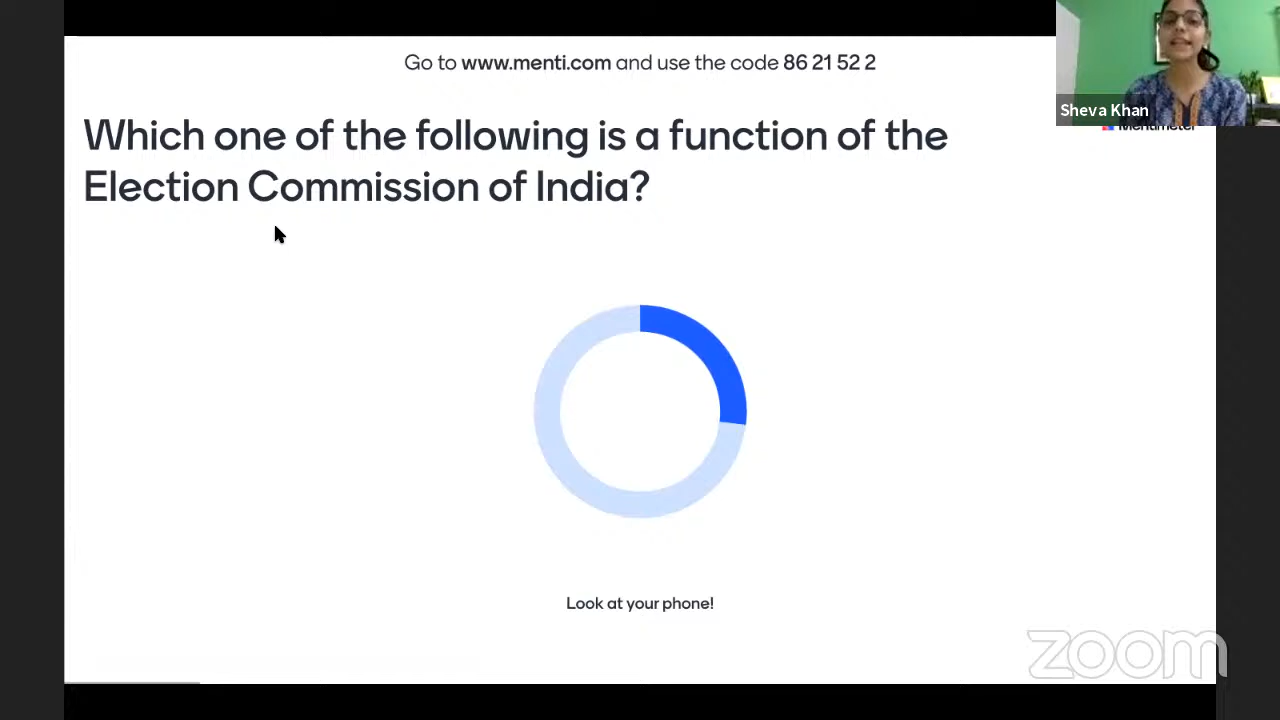 Go to www.menti.com and use the code 86 21 52 2
Sheva Khan
Mentimeter
Which one of the following is a function of the
Election Commission of India?
Look at your phone!
zoom